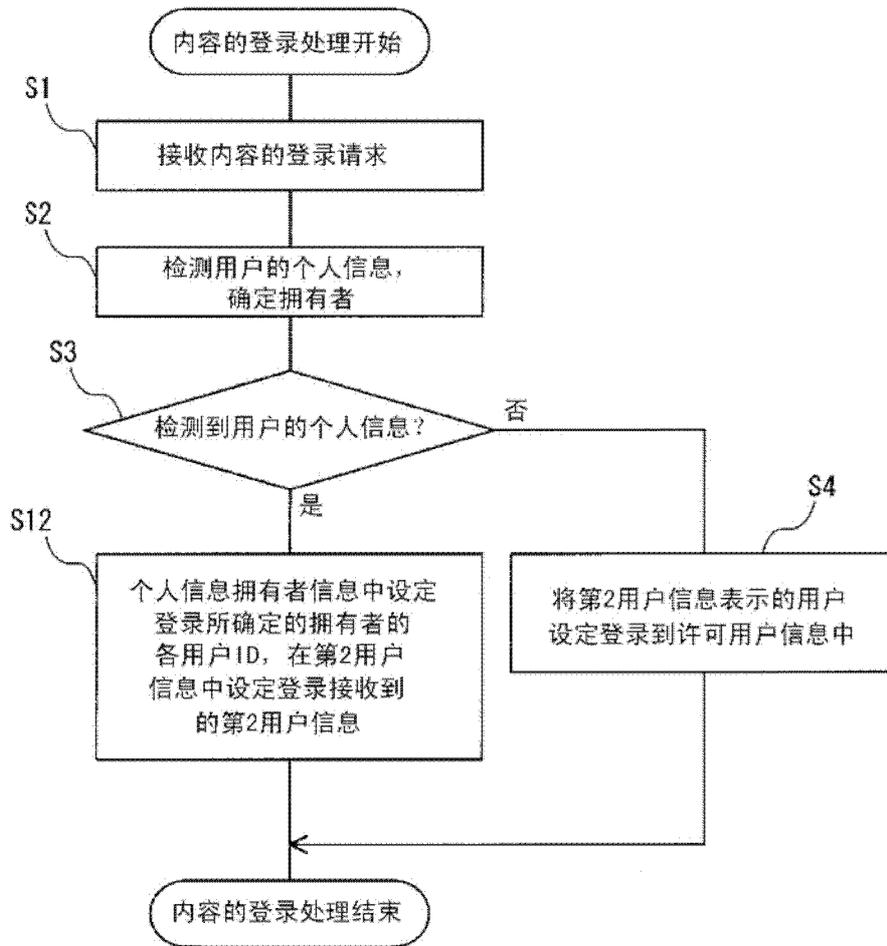 内容的登录处理开始
S1
接收内容的登录请求
S2
检测用户的个人信息，
确定拥有者
S3
检测到用户的个人信息？
否
是
S12
个人信息拥有者信息中设定
登录所确定的拥有者的
各用户ID，在第2用户
信息中设定登录接收到
的第2用户信息
S4
将第2用户信息表示的用户
设定登录到许可用户信息中
内容的登录处理结束